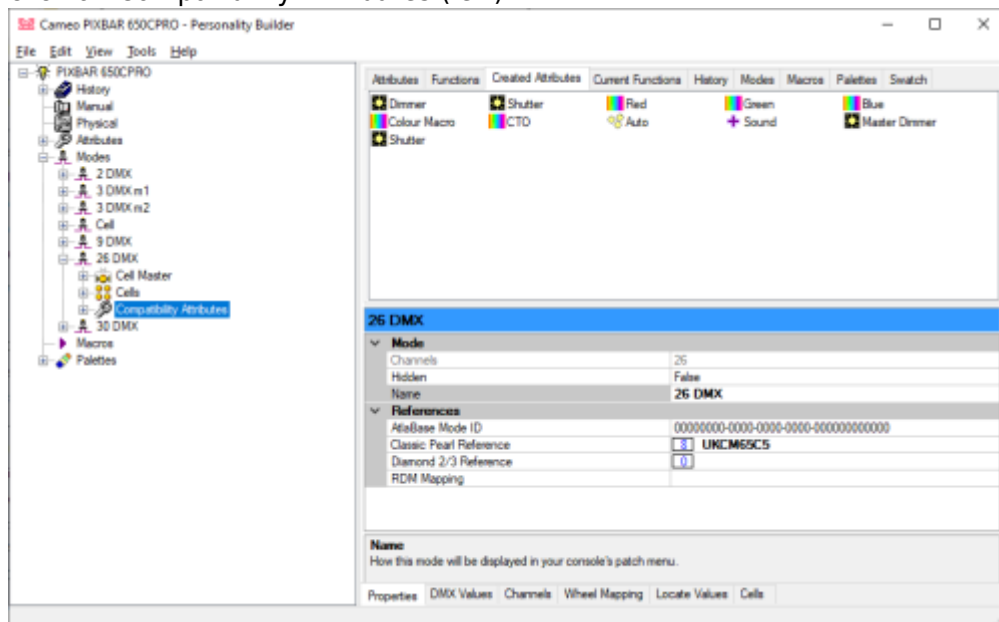 Cameo PIXBAR 650CPRO - Personality Builder
File Edit View Tools Help
PIXBAR 650CPRO
History
Manual
Physical
Attributes
Modes
2 DMX
3 DMX m1
3 DMX m2
Cell
9 DMX
26 DMX
Cell Master
Cells
Compatibility Attributes
30 DMX
Macros
Palettes
Attributes Functions Created Attributes Current Functions History Modes Macros Palettes Swatch
Dimmer Shutter Red Green Blue
Colour Macro CTO Auto Sound Master Dimmer
Shutter
26 DMX
Mode
Channels 26
Hidden False
Name 26 DMX
References
AtlaBase Mode ID 00000000-0000-0000-0000-000000000000
Classic Pearl Reference 8 UKCM65C5
Diamond 2/3 Reference 0
RDM Mapping
Name
How this mode will be displayed in your console's patch menu.
Properties DMX Values Channels Wheel Mapping Locate Values Cells